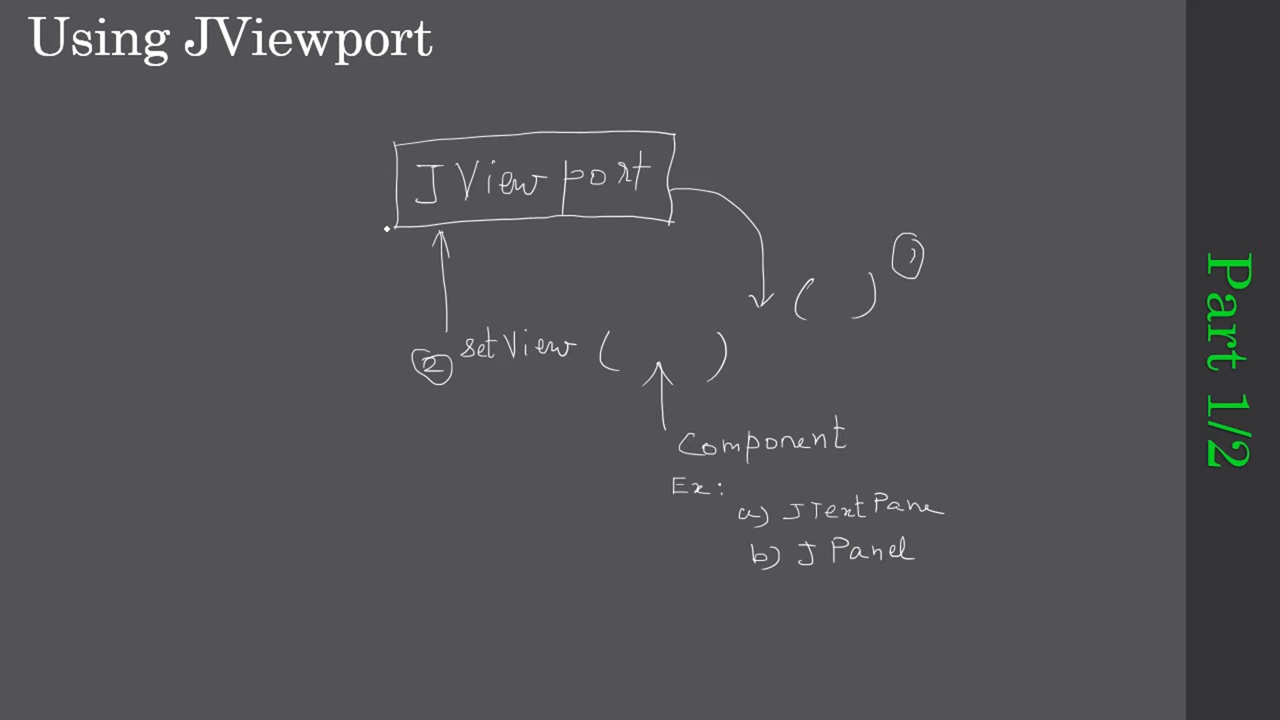 Using JViewport
JViewport
( ) 1
2 setView ( )
Component
Ex:
a) JTextPane
b) JPanel
Part 1/2